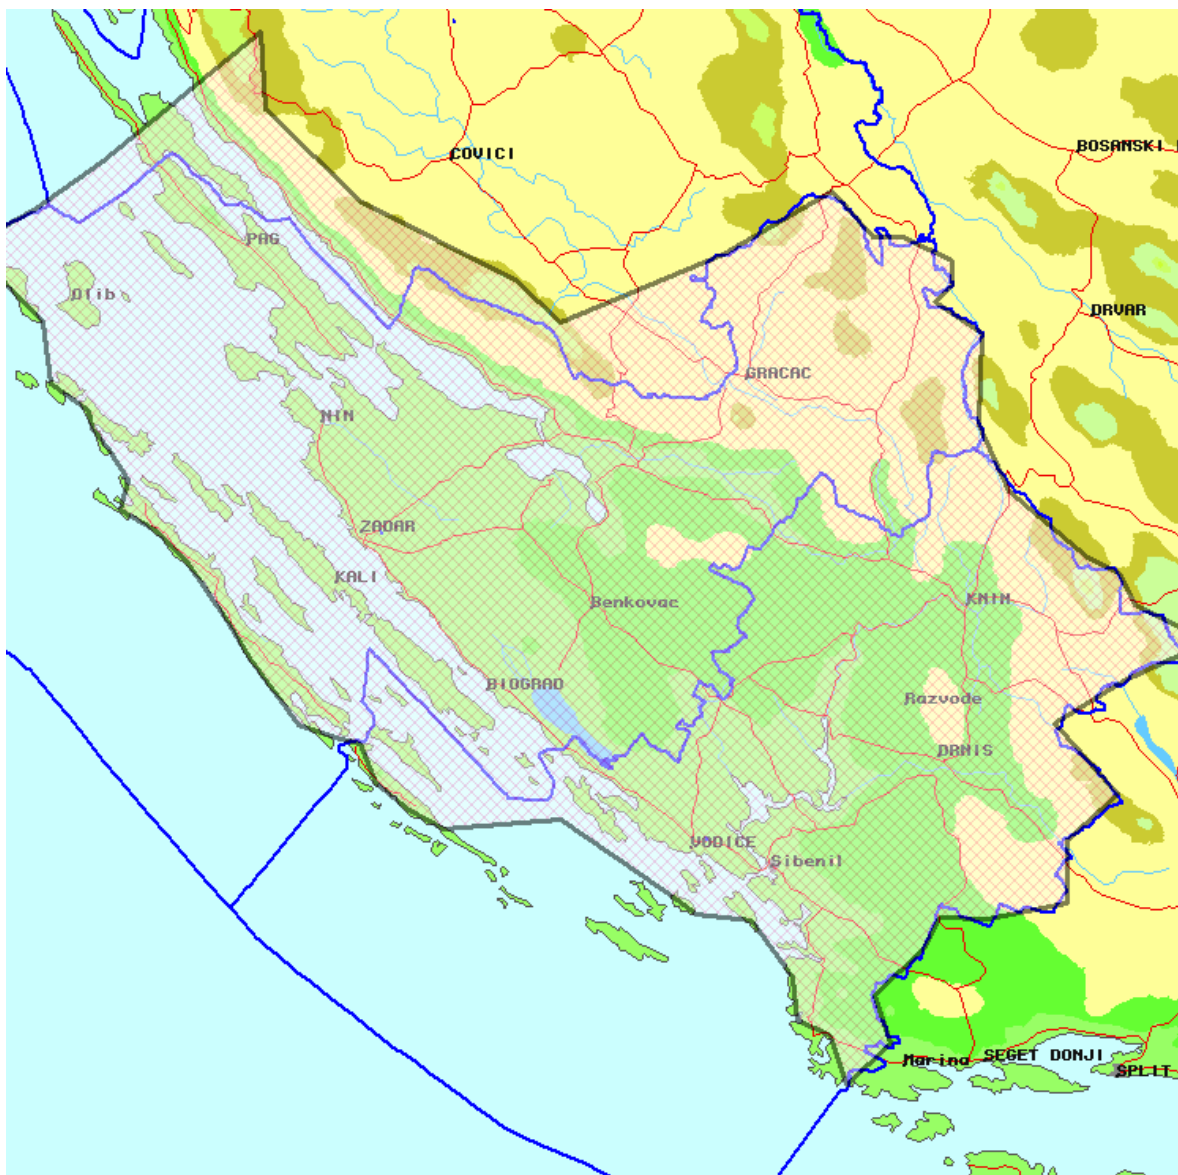 COVICI
BOSANSKI
PAG
Olib
DRVAR
GRACAC
NIN
ZADAR
KALI
Benkovac
KNIN
BIOGRAD
Razvode
DRNIS
VODICE
Sibenil
Marina
SEGET DONJI
SPLIT